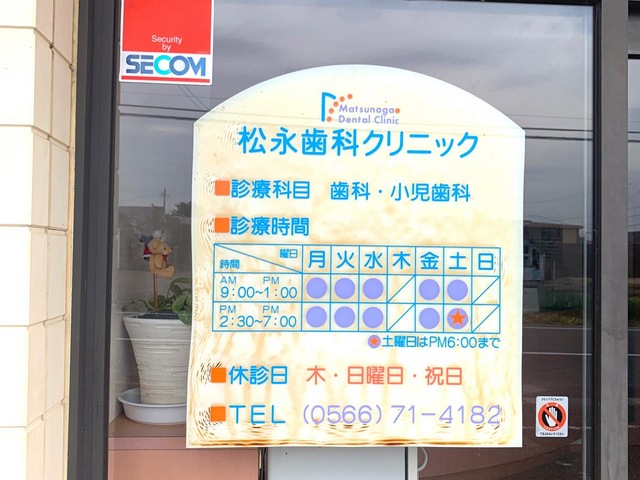 Security
by
SECOM
Matsunaga
Dental Clinic
松永歯科クリニック
診療科目 歯科・小児歯科
診療時間
時間 曜日 月 火 水 木 金 土 日
AM 9:00~PM 1:00
PM 2:30~PM 7:00
★土曜日はPM6:00まで
休診日 木・日曜日・祝日
TEL (0566)71-4182